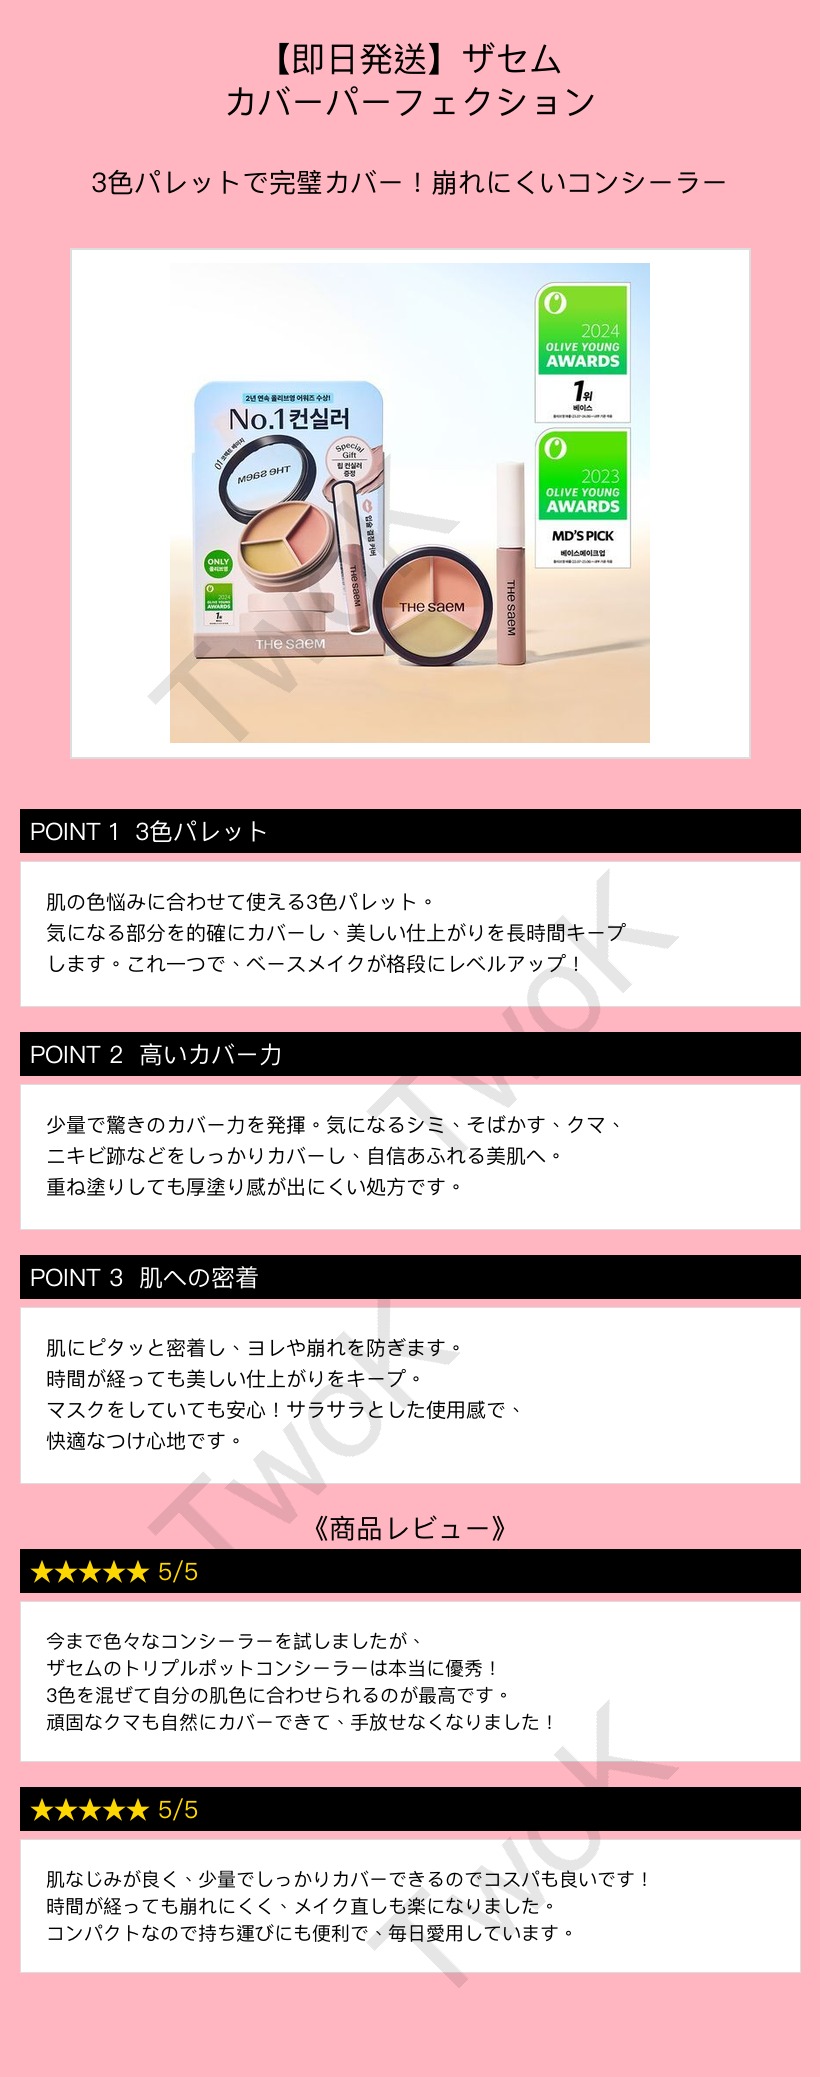 【即日発送】ザセム
カバーパーフェクション
3色パレットで完璧カバー！崩れにくいコンシーラー
2024
OLIVE YOUNG
AWARDS
1위
베이스
2023
OLIVE YOUNG
AWARDS
MD'S PICK
베이스메이크업
2년 연속 올리브영 어워즈 수상!
No.1컨실러
Special
Gift
립 컨실러
증정
THE SAEM
ONLY
올리브영
2024
OLIVE YOUNG
AWARDS
1위
THE SAEM
THE SAEM
THE SAEM
THE SAEM
TwoK
POINT 1 3色パレット
肌の色悩みに合わせて使える3色パレット。
気になる部分を的確にカバーし、美しい仕上がりを長時間キープ
します。これ一つで、ベースメイクが格段にレベルアップ！
TwoK
POINT 2 高いカバー力
少量で驚きのカバー力を発揮。気になるシミ、そばかす、クマ、
ニキビ跡などをしっかりカバーし、自信あふれる美肌へ。
重ね塗りしても厚塗り感が出にくい処方です。
POINT 3 肌への密着
肌にピタッと密着し、ヨレや崩れを防ぎます。
時間が経っても美しい仕上がりをキープ。
マスクをしていても安心！サラサラとした使用感で、
快適なつけ心地です。
TwoK
《商品レビュー》
★★★★★ 5/5
今まで色々なコンシーラーを試しましたが、
ザセムのトリプルポットコンシーラーは本当に優秀！
3色を混ぜて自分の肌色に合わせられるのが最高です。
頑固なクマも自然にカバーできて、手放せなくなりました！
★★★★★ 5/5
肌なじみが良く、少量でしっかりカバーできるのでコスパも良いです！
時間が経っても崩れにくく、メイク直しも楽になりました。
コンパクトなので持ち運びにも便利で、毎日愛用しています。
TwoK